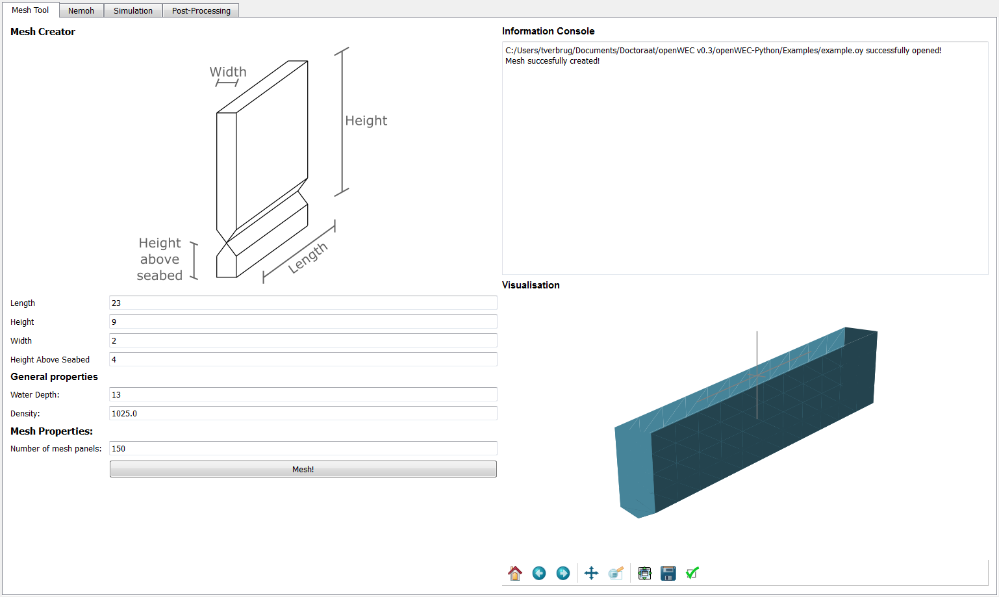 Mesh Tool
Nemoh
Simulation
Post-Processing
Mesh Creator
Width
Height
Height
above
seabed
Length
Length
23
Height
9
Width
2
Height Above Seabed
4
General properties
Water Depth:
13
Density:
1025.0
Mesh Properties:
Number of mesh panels:
150
Mesh!
Information Console
C:/Users/tverbrug/Documents/Doctoraat/openWEC v0.3/openWEC-Python/Examples/example.oy successfully opened!
Mesh succesfully created!
Visualisation